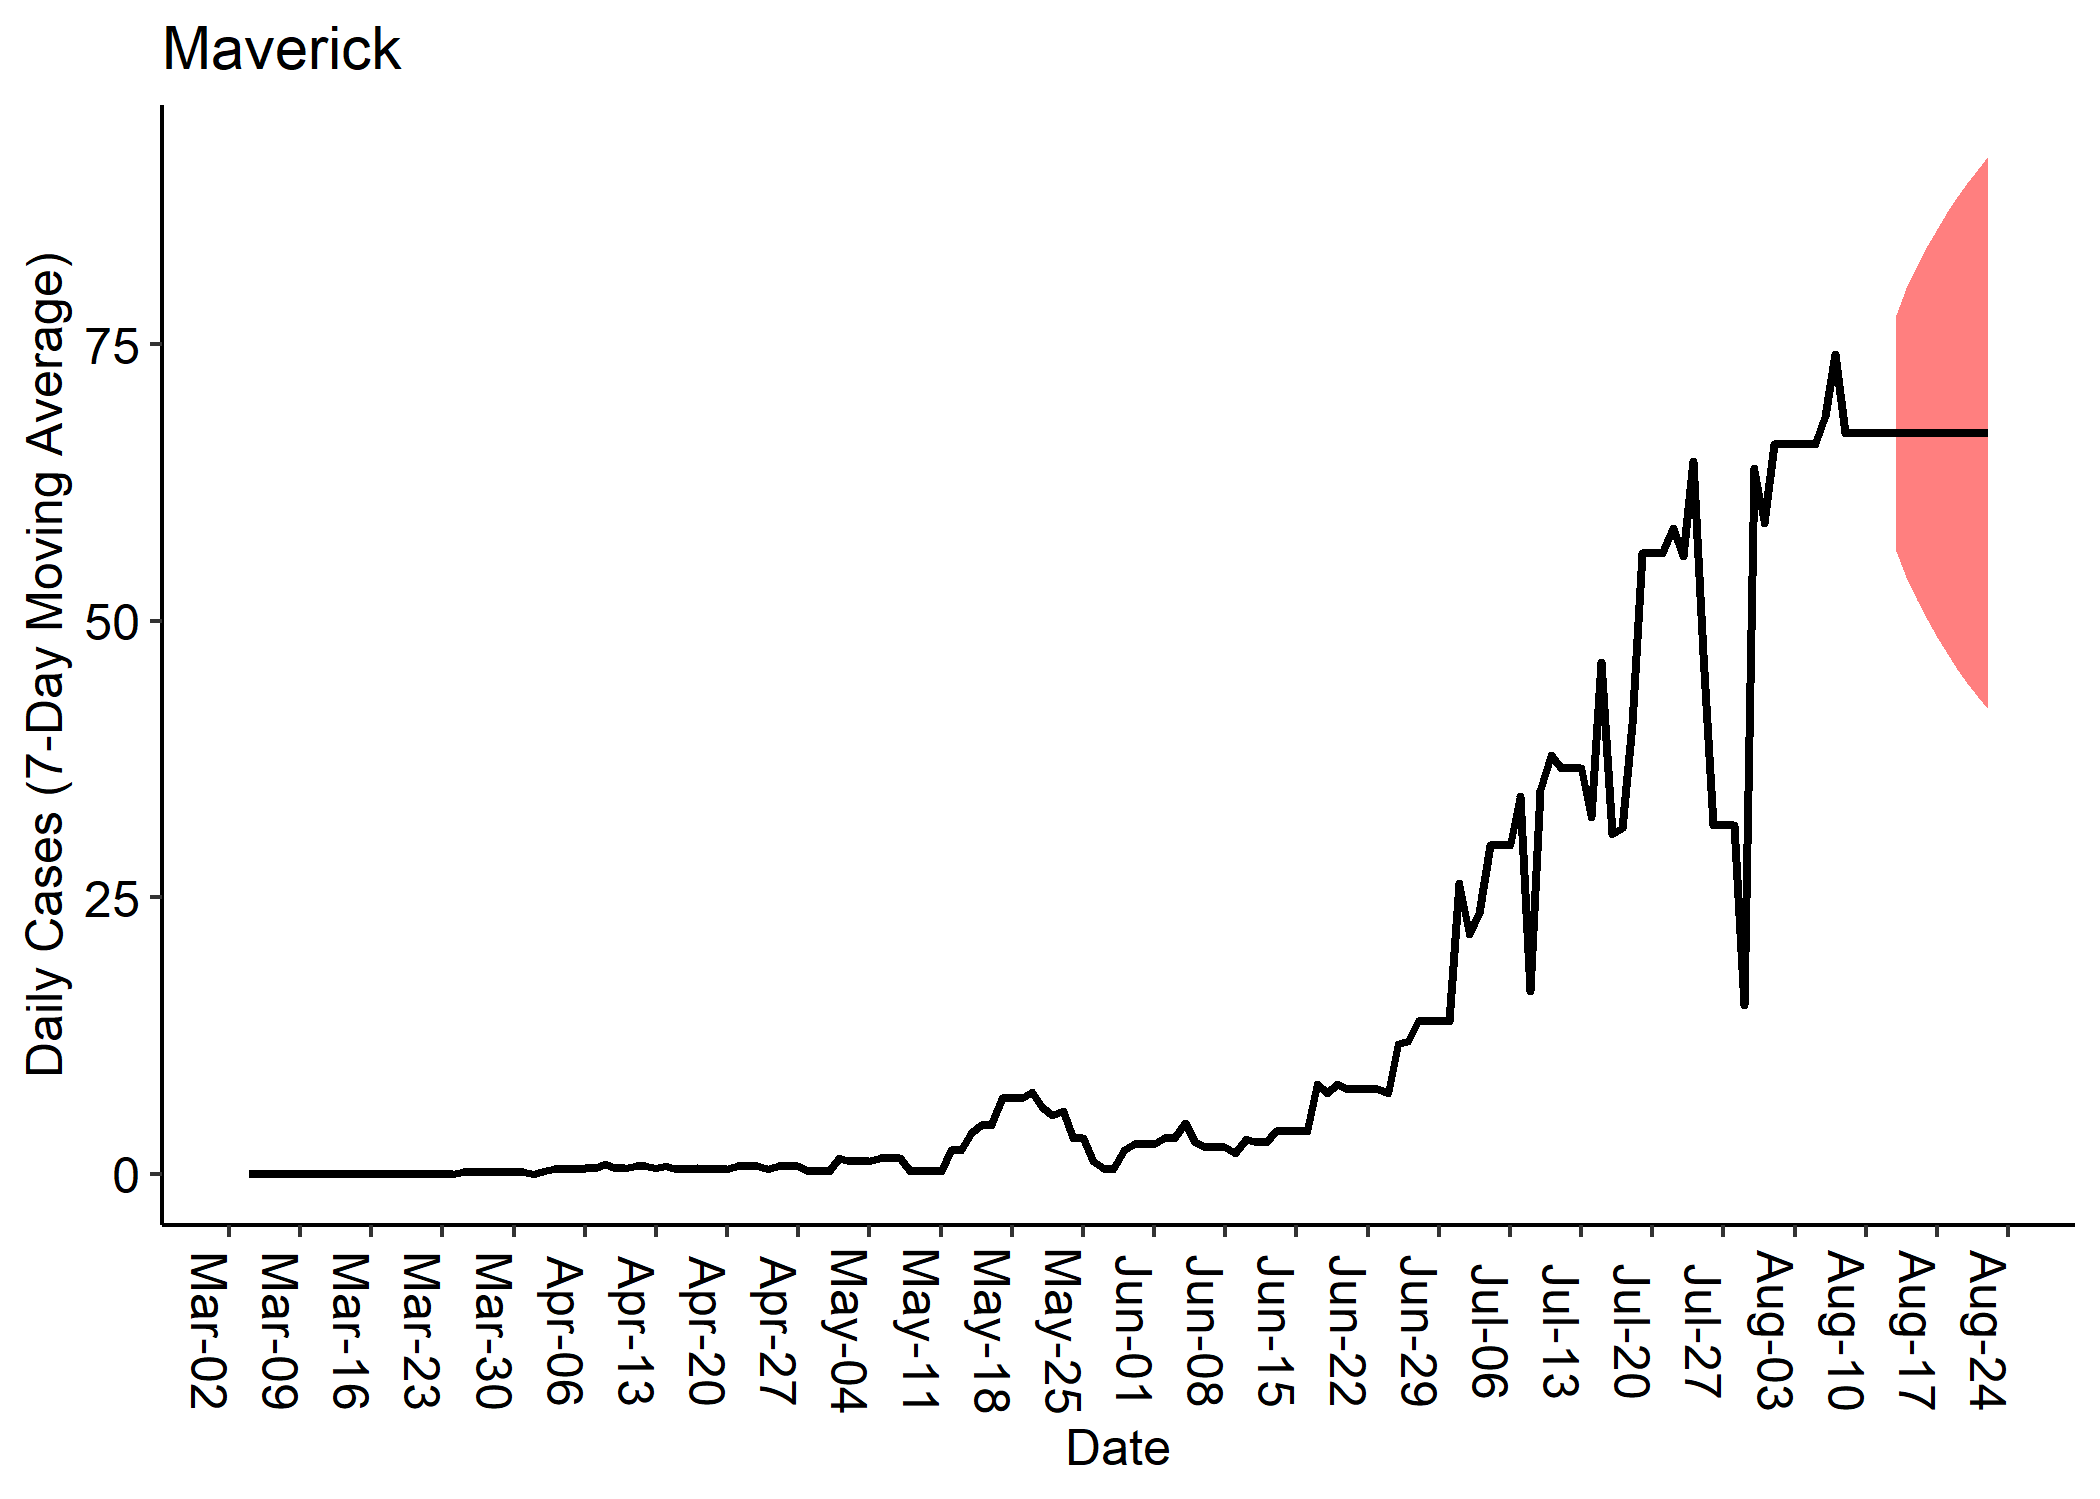 Maverick
Daily Cases (7-Day Moving Average)
75
50
25
0
Mar-02
Mar-09
Mar-16
Mar-23
Mar-30
Apr-06
Apr-13
Apr-20
Apr-27
May-04
May-11
May-18
May-25
Jun-01
Jun-08
Jun-15
Jun-22
Jun-29
Jul-06
Jul-13
Jul-20
Jul-27
Aug-03
Aug-10
Aug-17
Aug-24
Date